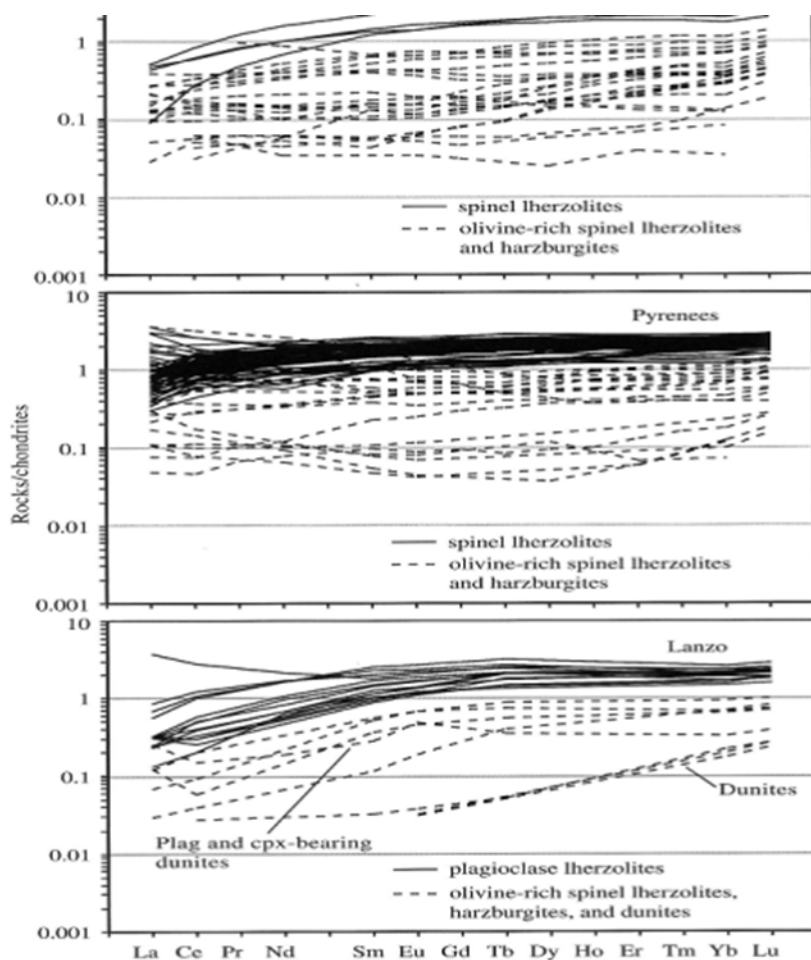 1
0.1
0.01
0.001
spinel lherzolites
olivine-rich spinel lherzolites
and harzburgites
10
1
0.1
0.01
0.001
Pyrenees
Rocks/chondrites
spinel lherzolites
olivine-rich spinel lherzolites
and harzburgites
10
1
0.1
0.01
0.001
Lanzo
Dunites
Plag and cpx-bearing
dunites
plagioclase lherzolites
olivine-rich spinel lherzolites,
harzburgites, and dunites
La Ce Pr Nd Sm Eu Gd Tb Dy Ho Er Tm Yb Lu